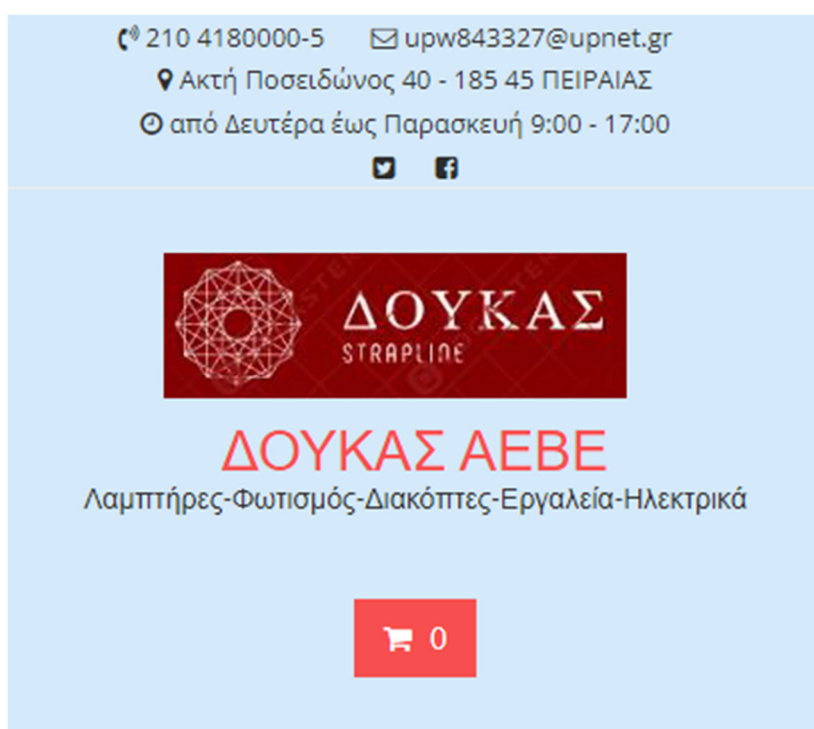 210 4180000-5 upw843327@upnet.gr
Ακτή Ποσειδώνος 40 - 185 45 ΠΕΙΡΑΙΑΣ
από Δευτέρα έως Παρασκευή 9:00 - 17:00
ΔΟΥΚΑΣ
STRAPLINE
ΔΟΥΚΑΣ ΑΕΒΕ
Λαμπτήρες-Φωτισμός-Διακόπτες-Εργαλεία-Ηλεκτρικά
0